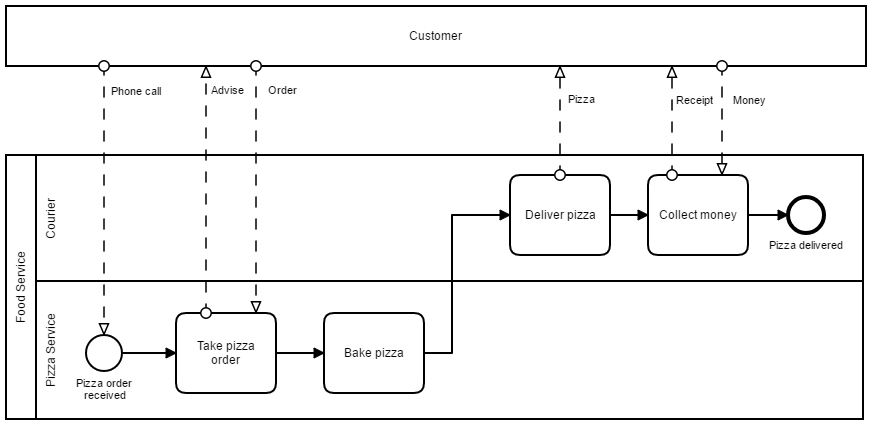 Customer
Phone call
Advise
Order
Pizza
Receipt
Money
Food Service
Courier
Deliver pizza
Collect money
Pizza delivered
Pizza Service
Take pizza
order
Bake pizza
Pizza order
received